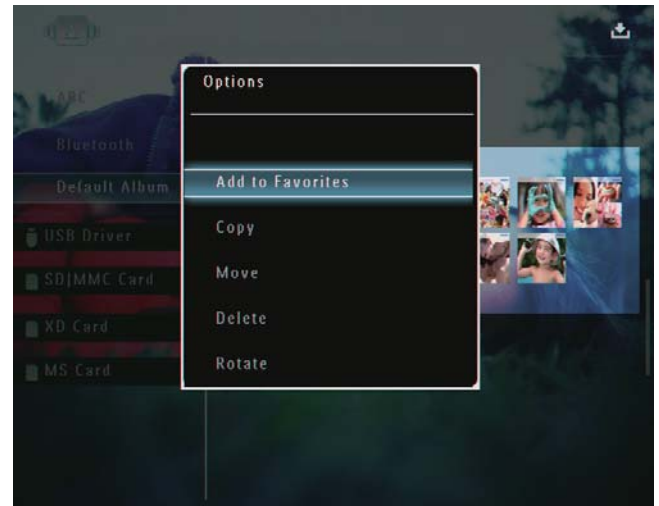 Options
Add to Favorites
Copy
Move
Delete
Rotate
ABC
Bluetooth
Default Album
USB Driver
SD|MMC Card
XD Card
MS Card